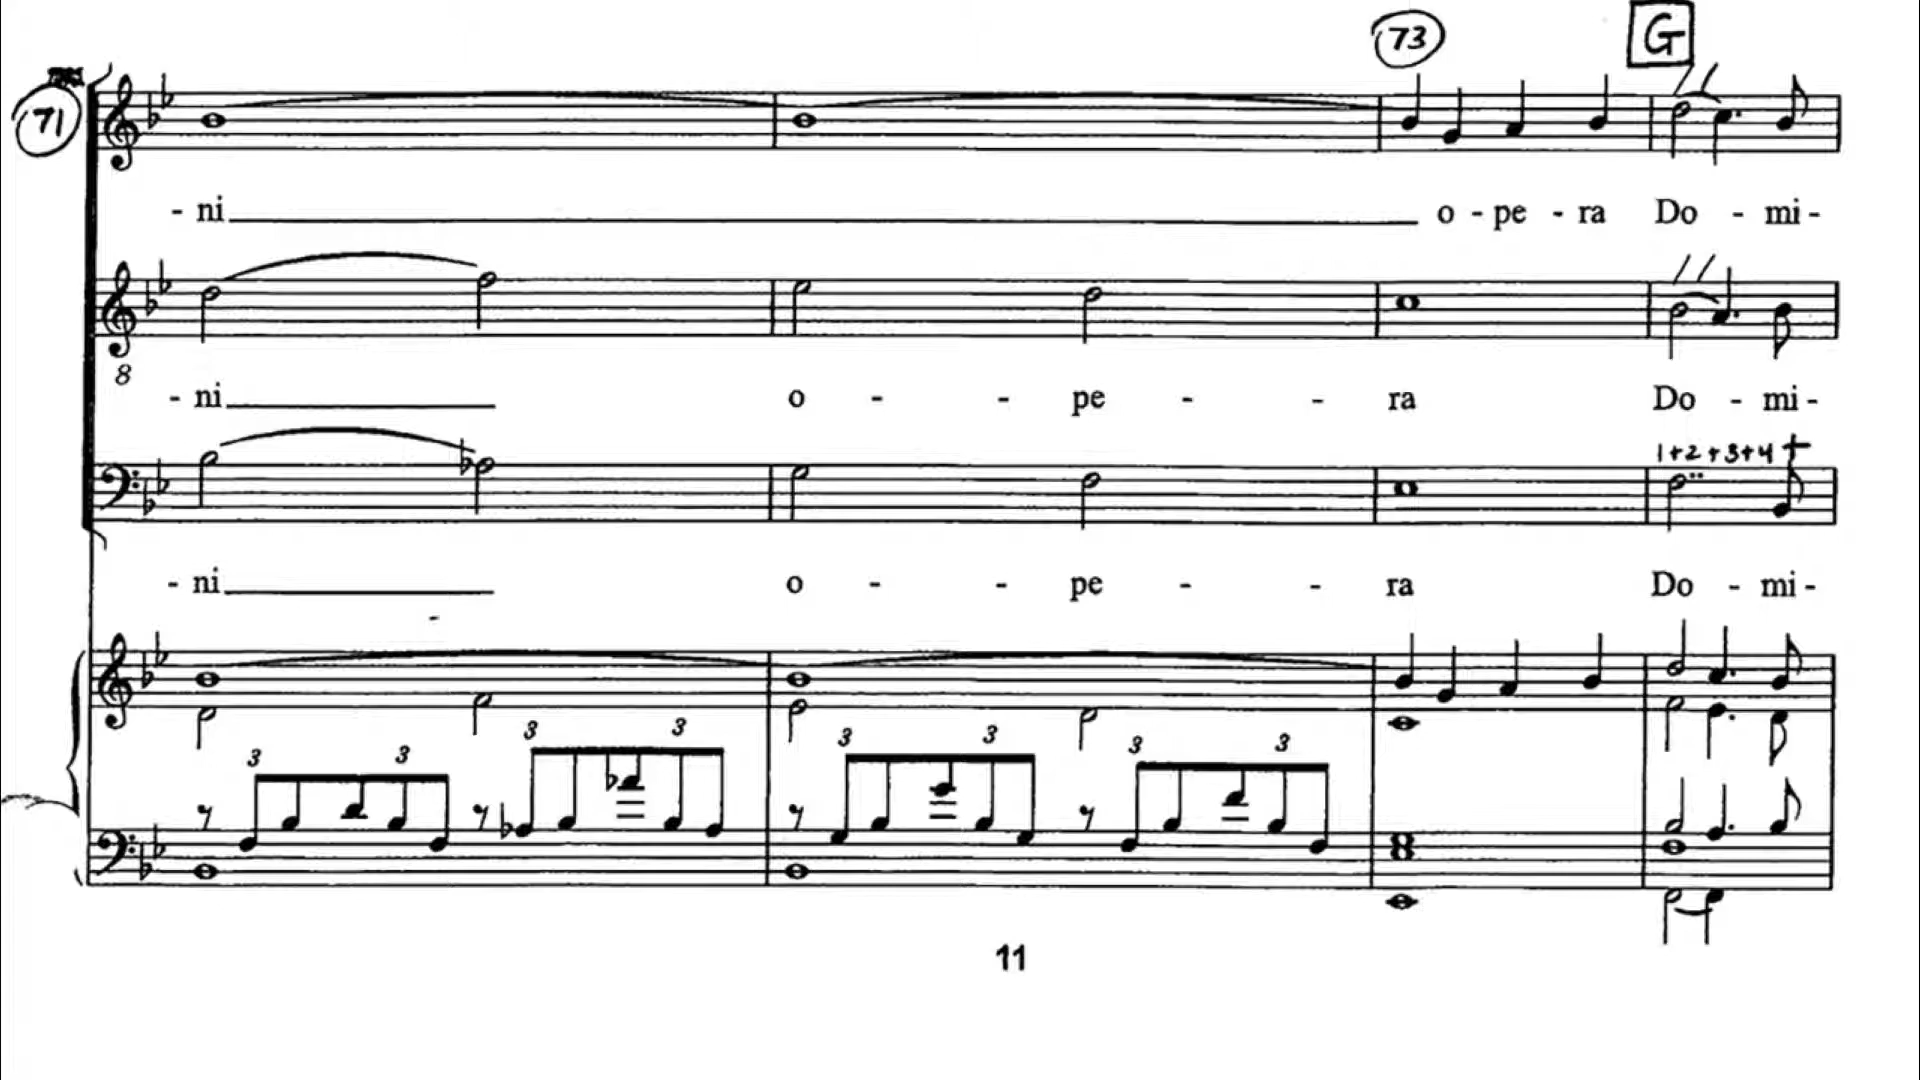 73 G
71
- ni o - pe - ra Do - mi -
8
- ni o - - pe - - ra Do - mi -
1+2+3+4+
- ni o - - pe - - ra Do - mi -
3 3 3 3 3 3 3 3
11